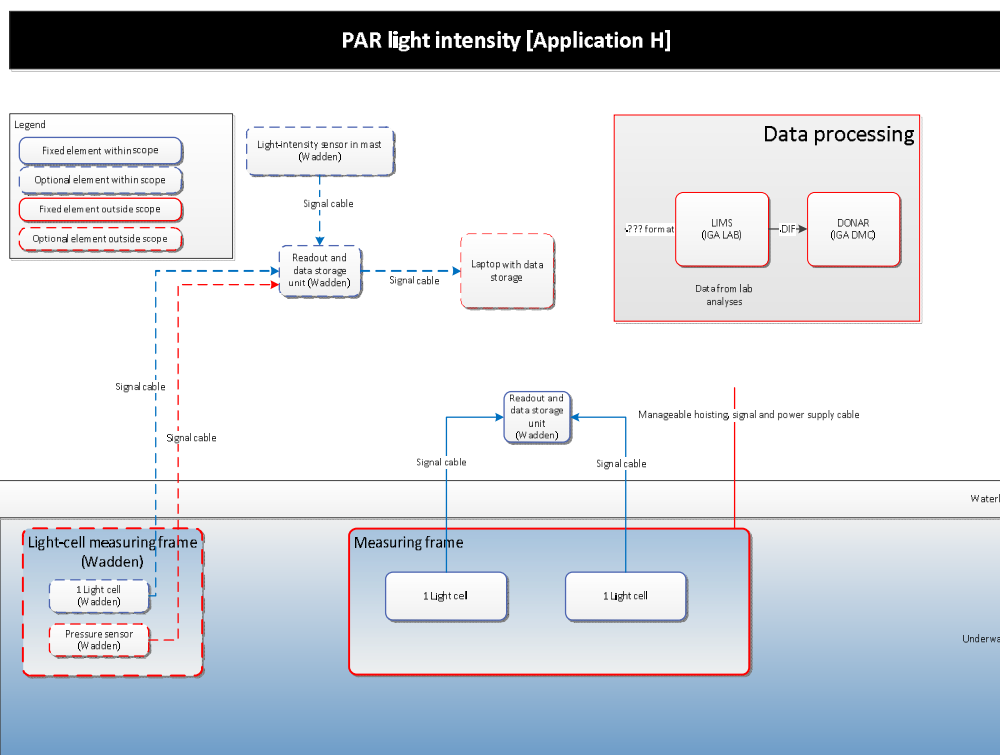 PAR light intensity [Application H]
Legend
Fixed element within scope
Optional element within scope
Fixed element outside scope
Optional element outside scope
Light-intensity sensor in mast
(Wadden)
Signal cable
Readout and
data storage
unit (Wadden)
Signal cable
Laptop with data
storage
Data processing
.??? format
LIMS
(IGA LAB)
.DIF
DONAR
(IGA DMC)
Data from lab
analyses
Signal cable
Signal cable
Readout and
data storage
unit
(Wadden)
Signal cable
Signal cable
Manageable hoisting, signal and power supply cable
Light-cell measuring frame
(Wadden)
1 Light cell
(Wadden)
Pressure sensor
(Wadden)
Measuring frame
1 Light cell
1 Light cell